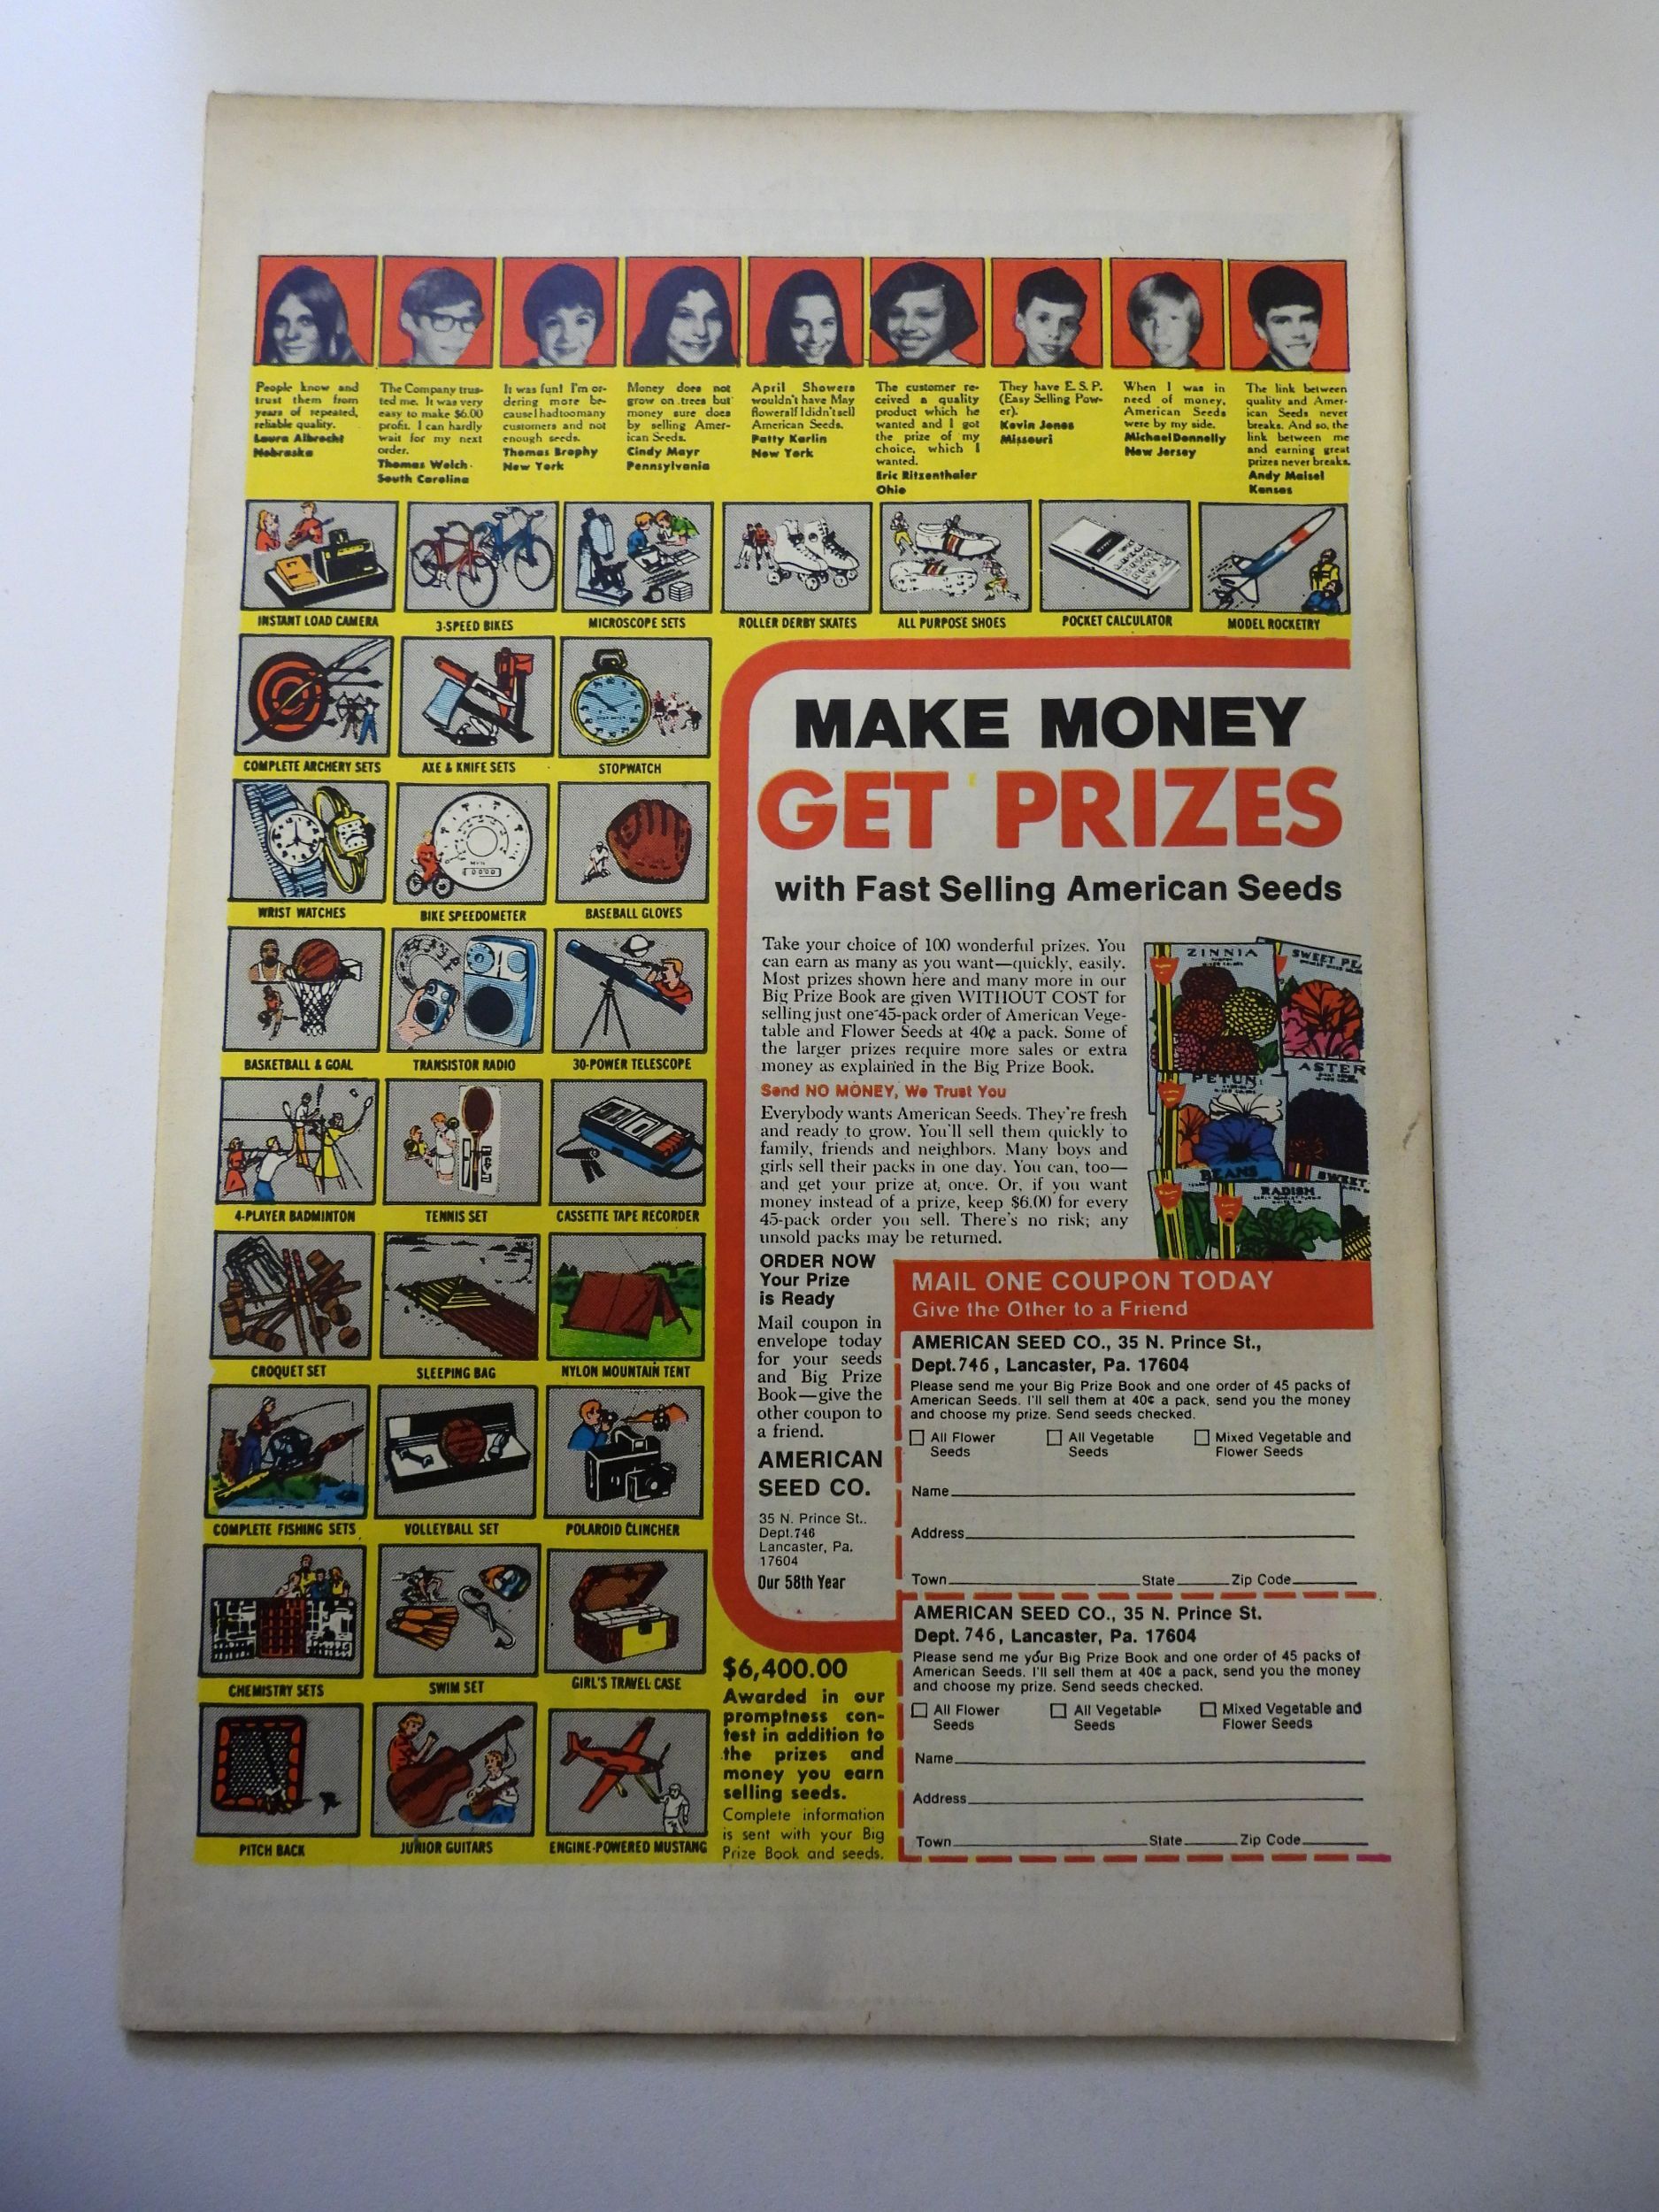 People know and
trust them from
years of repeated,
reliable quality.
Laura Albrecht
Nebraska
The Company trus-
ted me. It was very
easy to make $6.00
profit. I can hardly
wait for my next
order.
Thomas Welch
South Carolina
It was fun! I'm or-
dering more be-
cause I had too many
customers and not
enough seeds.
Thomas Brophy
New York
Money does not
grow on trees but
money sure does
by selling Amer-
ican Seeds.
Cindy Mayr
Pennsylvania
April Showers
wouldn't have May
flowers if I didn't sell
American Seeds.
Patty Karlin
New York
The customer re-
ceived a quality
product which he
wanted and I got
the prize of my
choice, which I
wanted.
Eric Ritzenthaler
Ohio
They have E.S.P.
(Easy Selling Pow-
er).
Kevin Jones
Missouri
When I was in
need of money,
American Seeds
were by my side.
Michael Donnelly
New Jersey
The link between
quality and Amer-
ican Seeds never
breaks. And so, the
link between me
and earning great
prizes never breaks.
Andy Maisel
Kansas
INSTANT LOAD CAMERA
3-SPEED BIKES
MICROSCOPE SETS
ROLLER DERBY SKATES
ALL PURPOSE SHOES
POCKET CALCULATOR
MODEL ROCKETRY
COMPLETE ARCHERY SETS
AXE & KNIFE SETS
STOPWATCH
WRIST WATCHES
BIKE SPEEDOMETER
BASEBALL GLOVES
BASKETBALL & GOAL
TRANSISTOR RADIO
30-POWER TELESCOPE
4-PLAYER BADMINTON
TENNIS SET
CASSETTE TAPE RECORDER
CROQUET SET
SLEEPING BAG
NYLON MOUNTAIN TENT
COMPLETE FISHING SETS
VOLLEYBALL SET
POLAROID CLINCHER
CHEMISTRY SETS
SWIM SET
GIRL'S TRAVEL CASE
PITCH BACK
JUNIOR GUITARS
ENGINE-POWERED MUSTANG
MAKE MONEY
GET PRIZES
with Fast Selling American Seeds
Take your choice of 100 wonderful prizes. You
can earn as many as you want—quickly, easily.
Most prizes shown here and many more in our
Big Prize Book are given WITHOUT COST for
selling just one 45-pack order of American Vege-
table and Flower Seeds at 40¢ a pack. Some of
the larger prizes require more sales or extra
money as explained in the Big Prize Book.
Send NO MONEY, We Trust You
Everybody wants American Seeds. They're fresh
and ready to grow. You'll sell them quickly to
family, friends and neighbors. Many boys and
girls sell their packs in one day. You can, too—
and get your prize at once. Or, if you want
money instead of a prize, keep $6.00 for every
45-pack order you sell. There's no risk; any
unsold packs may be returned.
ZINNIA
SWEET PE
PETUNI
ASTER
BEANS
RADISH
SWEET
ORDER NOW
Your Prize
is Ready
Mail coupon in
envelope today
for your seeds
and Big Prize
Book—give the
other coupon to
a friend.
AMERICAN
SEED CO.
35 N. Prince St..
Dept.746
Lancaster, Pa.
17604
Our 58th Year
$6,400.00
Awarded in our
promptness con-
test in addition to
the prizes and
money you earn
selling seeds.
Complete information
is sent with your Big
Prize Book and seeds.
MAIL ONE COUPON TODAY
Give the Other to a Friend
AMERICAN SEED CO., 35 N. Prince St.,
Dept.746, Lancaster, Pa. 17604
Please send me your Big Prize Book and one order of 45 packs of
American Seeds. I'll sell them at 40¢ a pack, send you the money
and choose my prize. Send seeds checked.
All Flower Seeds
All Vegetable Seeds
Mixed Vegetable and Flower Seeds
Name
Address
Town State Zip Code
AMERICAN SEED CO., 35 N. Prince St.
Dept. 746, Lancaster, Pa. 17604
Please send me your Big Prize Book and one order of 45 packs of
American Seeds. I'll sell them at 40¢ a pack, send you the money
and choose my prize. Send seeds checked.
All Flower Seeds
All Vegetable Seeds
Mixed Vegetable and Flower Seeds
Name
Address
Town State Zip Code